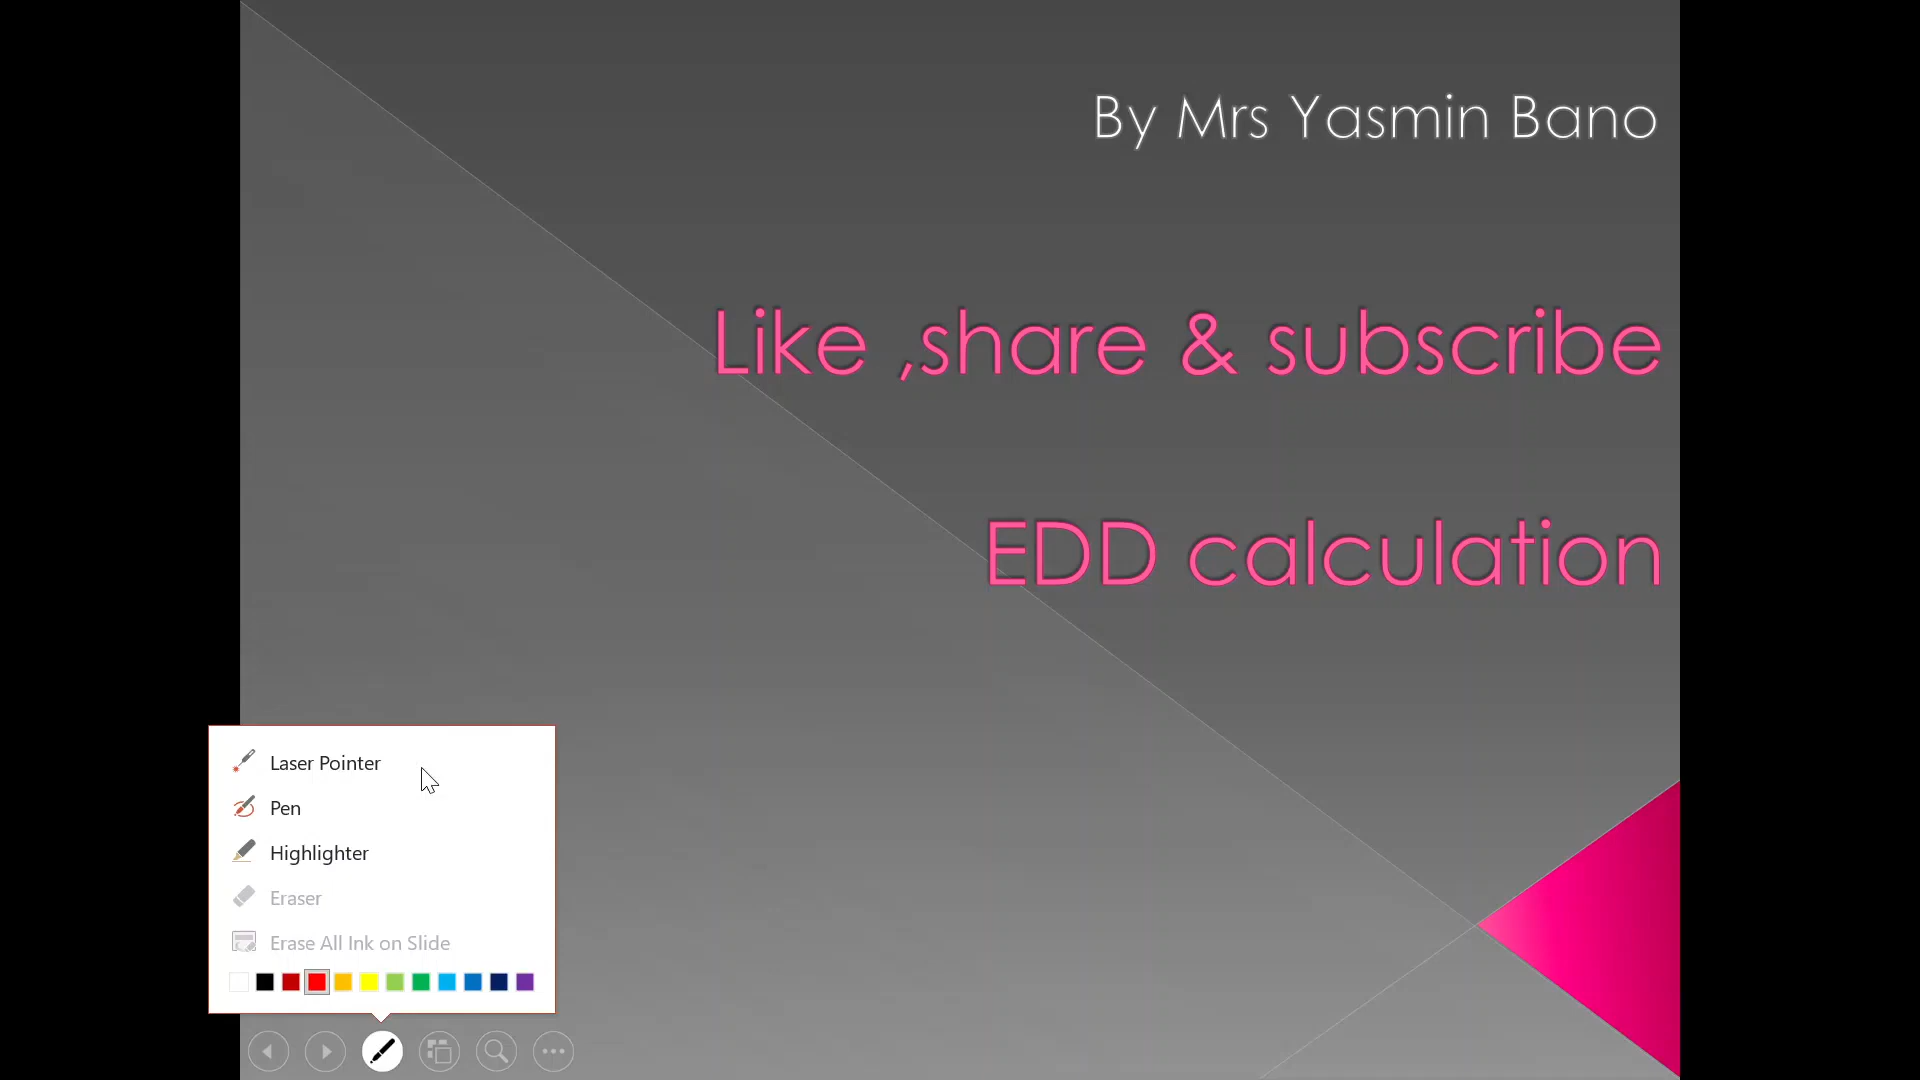 By Mrs Yasmin Bano
Like ,share & subscribe
EDD calculation
Laser Pointer
Pen
Highlighter
Eraser
Erase All Ink on Slide